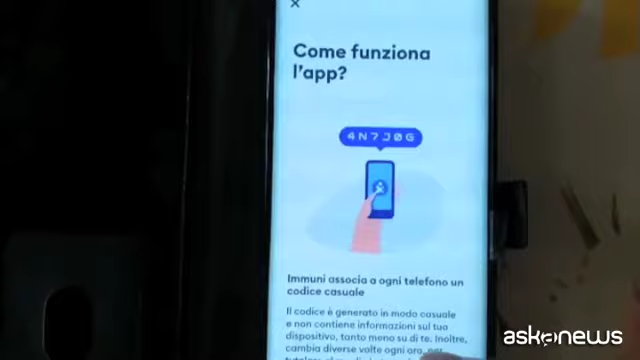 ×
Come funziona
l'app?
4N7J0G
Immuni associa a ogni telefono un
codice casuale
Il codice è generato in modo casuale
e non contiene informazioni sul tuo
dispositivo, tanto meno su di te. Inoltre,
cambia diverse volte ogni ora, per
askanews